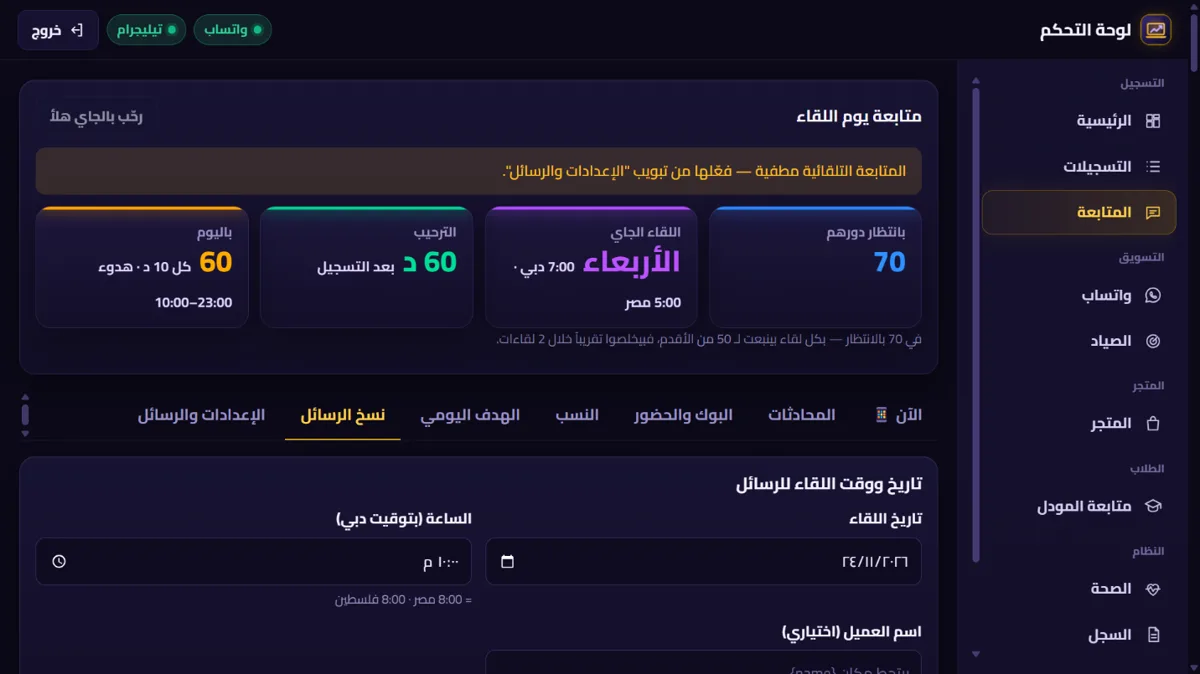 لوحة التحكم
واتساب
تيليجرام
خروج
التسجيل
الرئيسية
التسجيلات
المتابعة
التسويق
واتساب
الصياد
المتجر
المتجر
الطلاب
متابعة المودل
النظام
الصحة
السجل
متابعة يوم اللقاء
رحّب بالجاي هلأ
المتابعة التلقائية مطفية — فعّلها من تبويب "الإعدادات والرسائل".
بانتظار دورهم
70
اللقاء الجاي
الأربعاء 7:00 دبي ·
5:00 مصر
الترحيب
60 د بعد التسجيل
باليوم
60 كل 10 د · هدوء
23:00–10:00
في 70 بالانتظار — بكل لقاء بينبعت لـ 50 من الأقدم، فبيخلصوا تقريباً خلال 2 لقاءات.
الآن
المحادثات
البوك والحضور
النسب
الهدف اليومي
نسخ الرسائل
الإعدادات والرسائل
تاريخ ووقت اللقاء للرسائل
تاريخ اللقاء
٢٤/١١/٢٠٢٦
الساعة (بتوقيت دبي)
١٠:٠٠ م
= 8:00 مصر · 8:00 فلسطين
اسم العميل (اختياري)